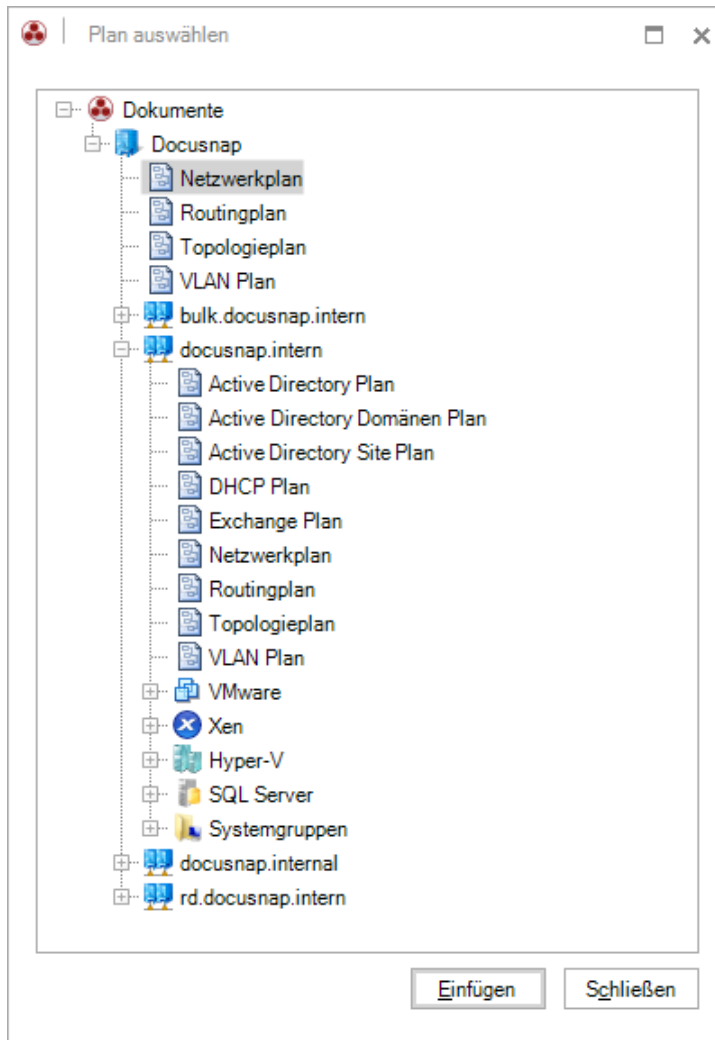 Plan auswählen
Dokumente
Docusnap
Netzwerkplan
Routingplan
Topologieplan
VLAN Plan
bulk.docusnap.intern
docusnap.intern
Active Directory Plan
Active Directory Domänen Plan
Active Directory Site Plan
DHCP Plan
Exchange Plan
Netzwerkplan
Routingplan
Topologieplan
VLAN Plan
VMware
Xen
Hyper-V
SQL Server
Systemgruppen
docusnap.internal
rd.docusnap.intern
Einfügen Schließen